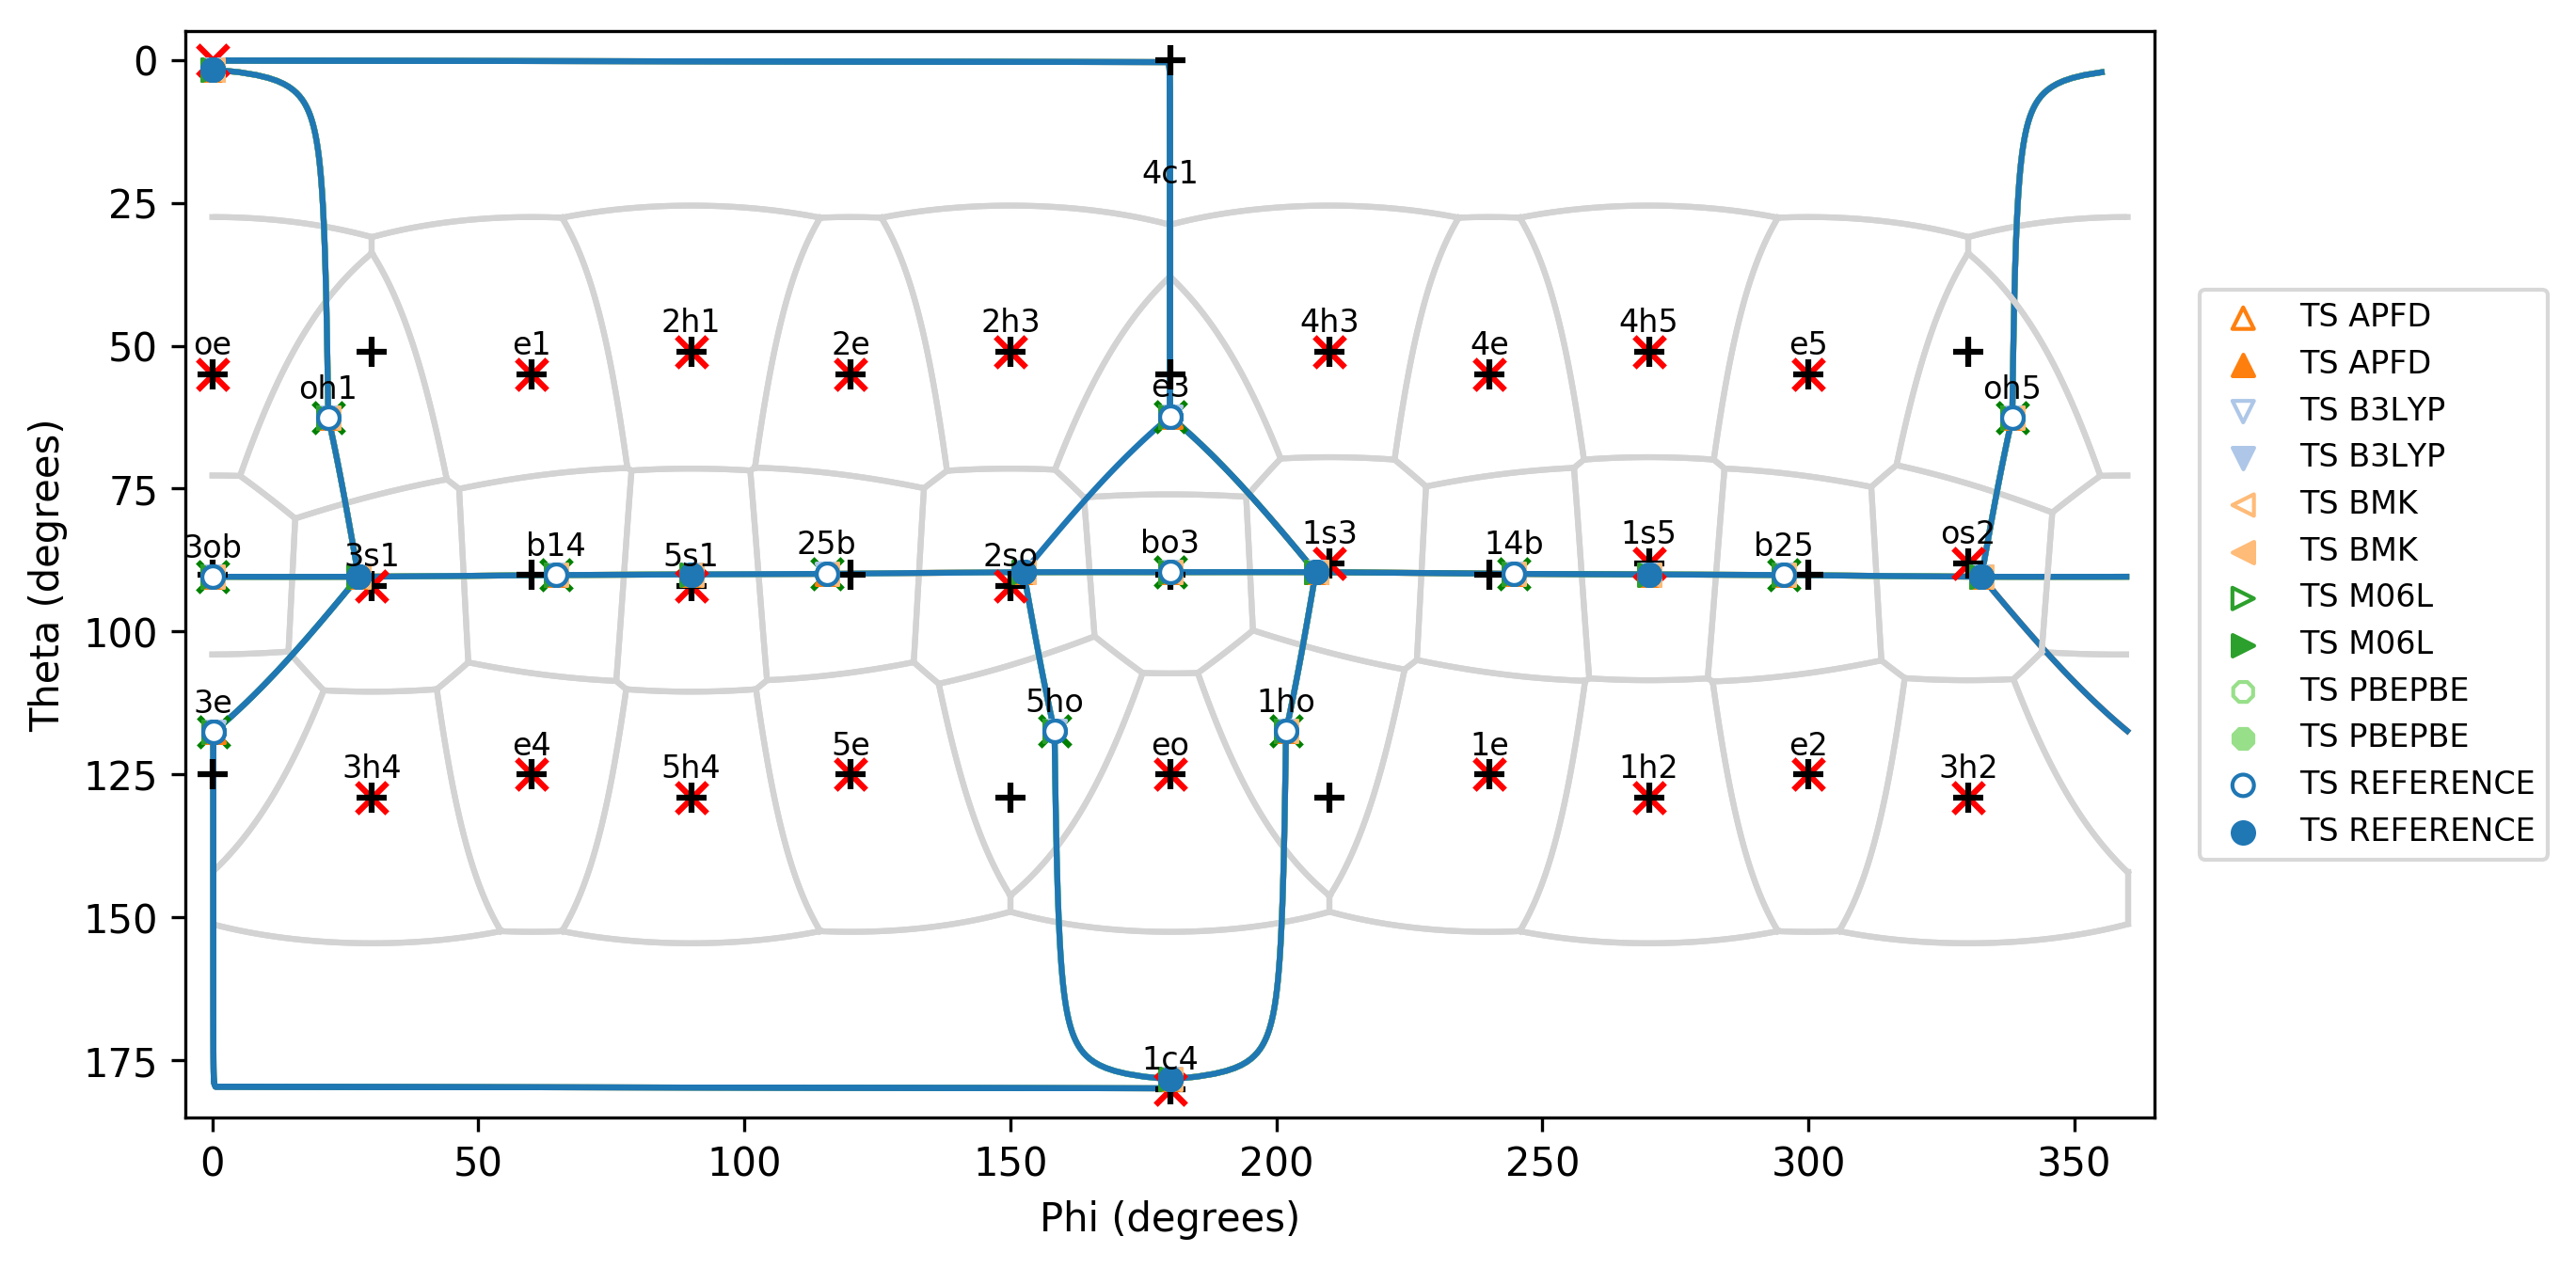 0
25
50
75
100
125
150
175
Theta (degrees)
4c1
oe
oh1
e1
2h1
2e
2h3
e3
4h3
4e
4h5
e5
oh5
3ob
3s1
b14
5s1
25b
2so
bo3
1s3
14b
1s5
b25
os2
3e
3h4
e4
5h4
5e
5ho
eo
1ho
1e
1h2
e2
3h2
1c4
0
50
100
150
200
250
300
350
Phi (degrees)
TS APFD
TS APFD
TS B3LYP
TS B3LYP
TS BMK
TS BMK
TS M06L
TS M06L
TS PBEPBE
TS PBEPBE
TS REFERENCE
TS REFERENCE